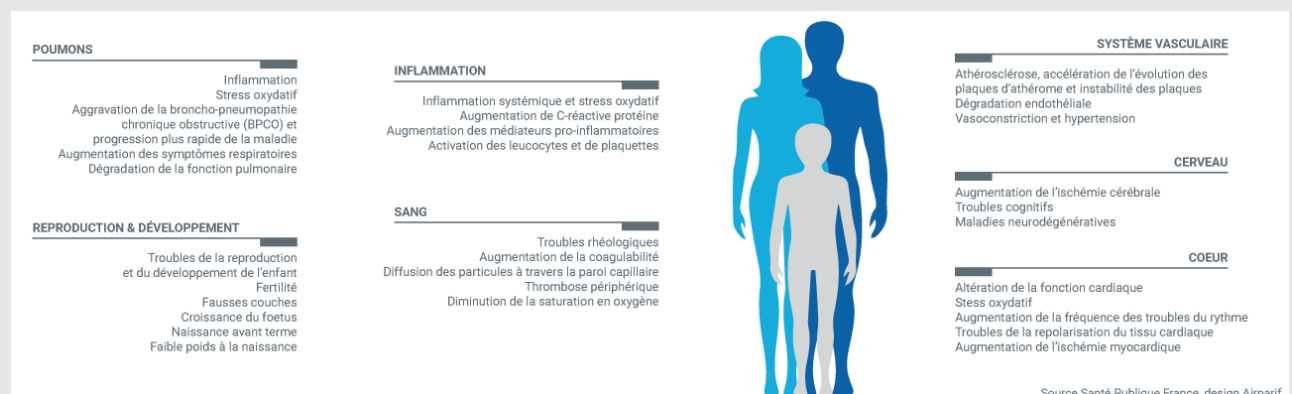 POUMONS
Inflammation
Stress oxydatif
Aggravation de la broncho-pneumopathie
chronique obstructive (BPCO) et
progression plus rapide de la maladie
Augmentation des symptômes respiratoires
Dégradation de la fonction pulmonaire
REPRODUCTION & DÉVELOPPEMENT
Troubles de la reproduction
et du développement de l'enfant
Fertilité
Fausses couches
Croissance du foetus
Naissance avant terme
Faible poids à la naissance
INFLAMMATION
Inflammation systémique et stress oxydatif
Augmentation de C-réactive protéine
Augmentation des médiateurs pro-inflammatoires
Activation des leucocytes et de plaquettes
SANG
Troubles rhéologiques
Augmentation de la coagulabilité
Diffusion des particules à travers la paroi capillaire
Thrombose périphérique
Diminution de la saturation en oxygène
SYSTÈME VASCULAIRE
Athérosclérose, accélération de l'évolution des
plaques d'athérome et instabilité des plaques
Dégradation endothéliale
Vasoconstriction et hypertension
CERVEAU
Augmentation de l'ischémie cérébrale
Troubles cognitifs
Maladies neurodégénératives
COEUR
Altération de la fonction cardiaque
Stess oxydatif
Augmentation de la fréquence des troubles du rythme
Troubles de la repolarisation du tissu cardiaque
Augmentation de l'ischémie myocardique
Source Santé Publique France, design Airparif